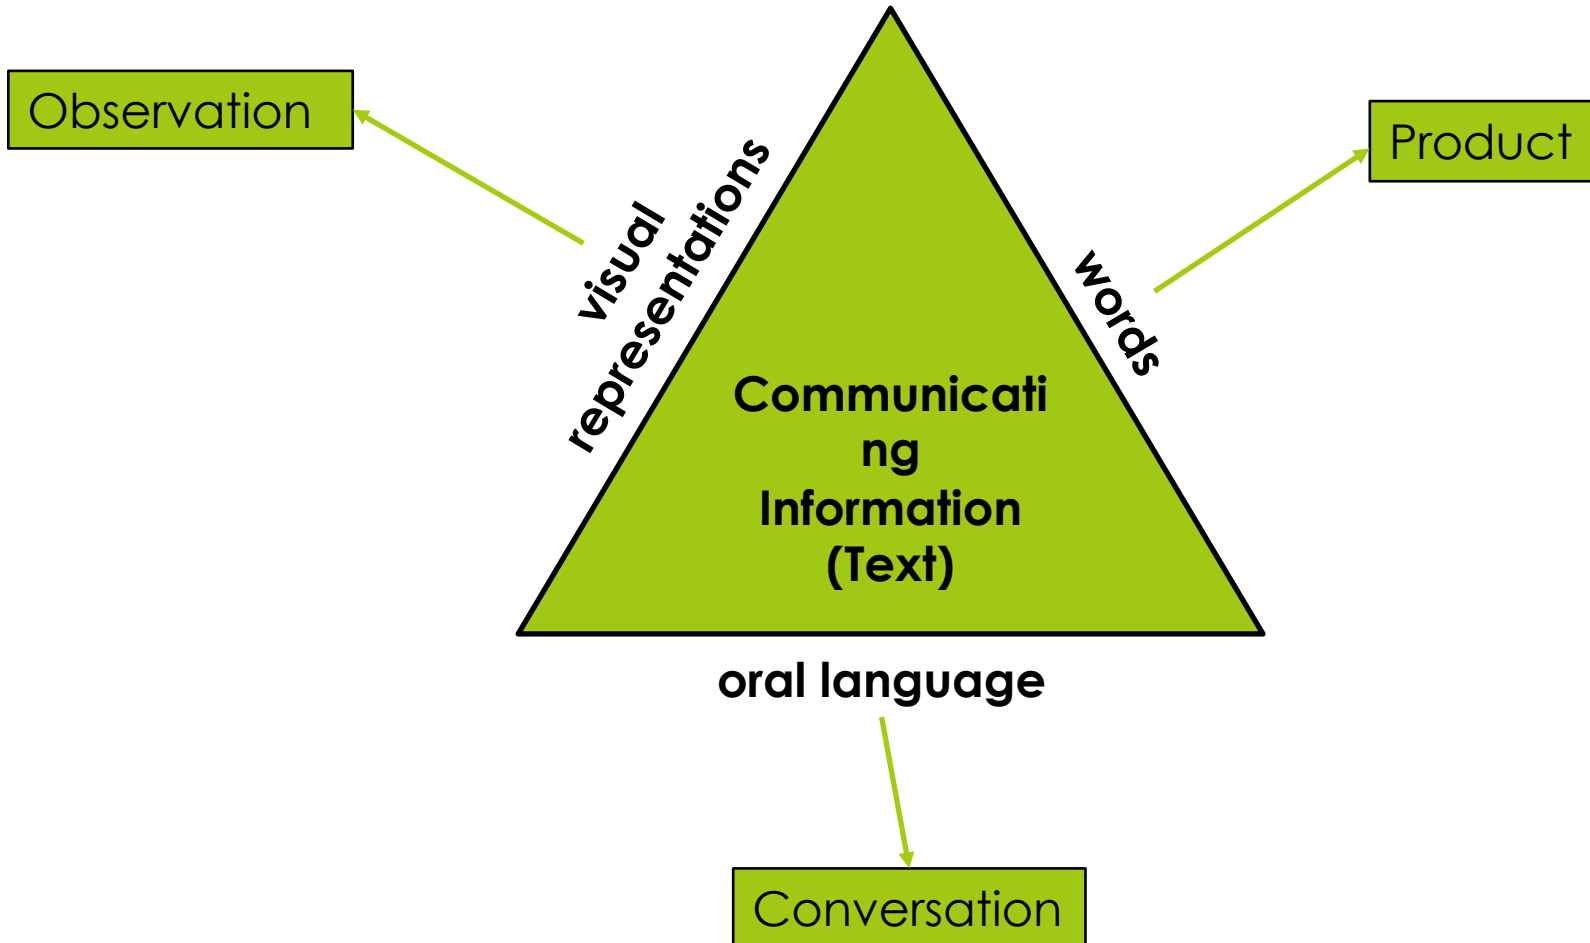 Observation
Product
visual
representations
words
Communicati
ng
Information
(Text)
oral language
Conversation